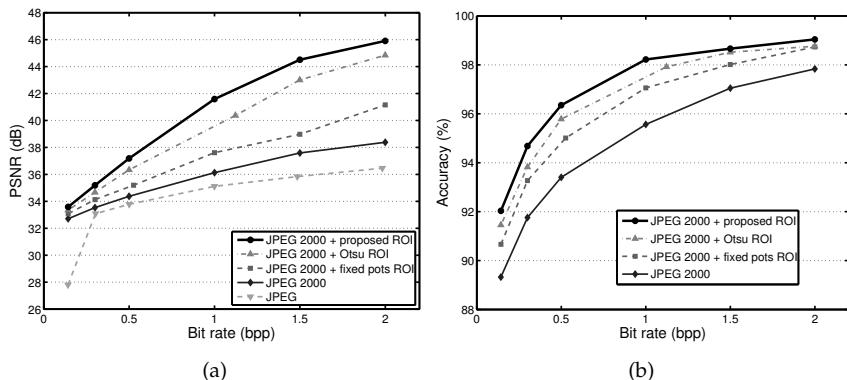 48
46
44
42
40
38
36
34
32
30
28
26
PSNR (dB)
0
0.5
1
1.5
2
Bit rate (bpp)
JPEG 2000 + proposed ROI
JPEG 2000 + Otsu ROI
JPEG 2000 + fixed pots ROI
JPEG 2000
JPEG
(a)
100
98
96
94
92
90
88
Accuracy (%)
0
0.5
1
1.5
2
Bit rate (bpp)
JPEG 2000 + proposed ROI
JPEG 2000 + Otsu ROI
JPEG 2000 + fixed pots ROI
JPEG 2000
(b)